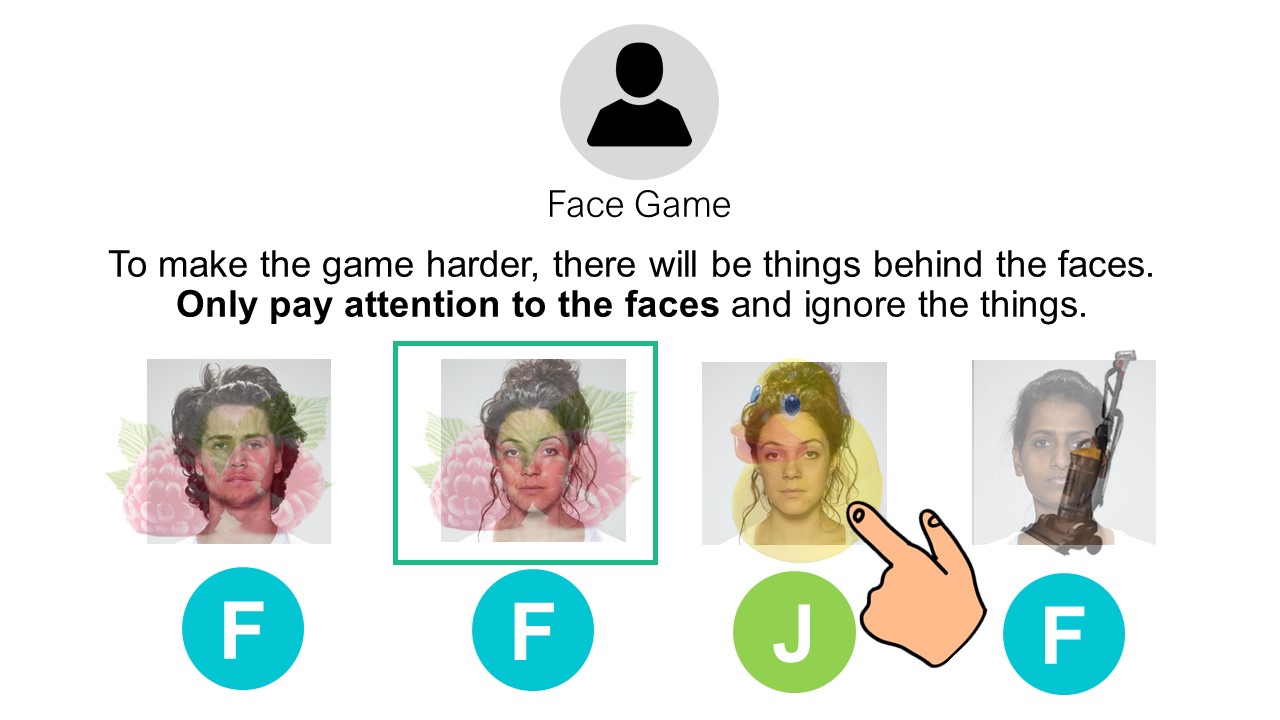 Face Game
To make the game harder, there will be things behind the faces.
Only pay attention to the faces and ignore the things.
F
F
J
F